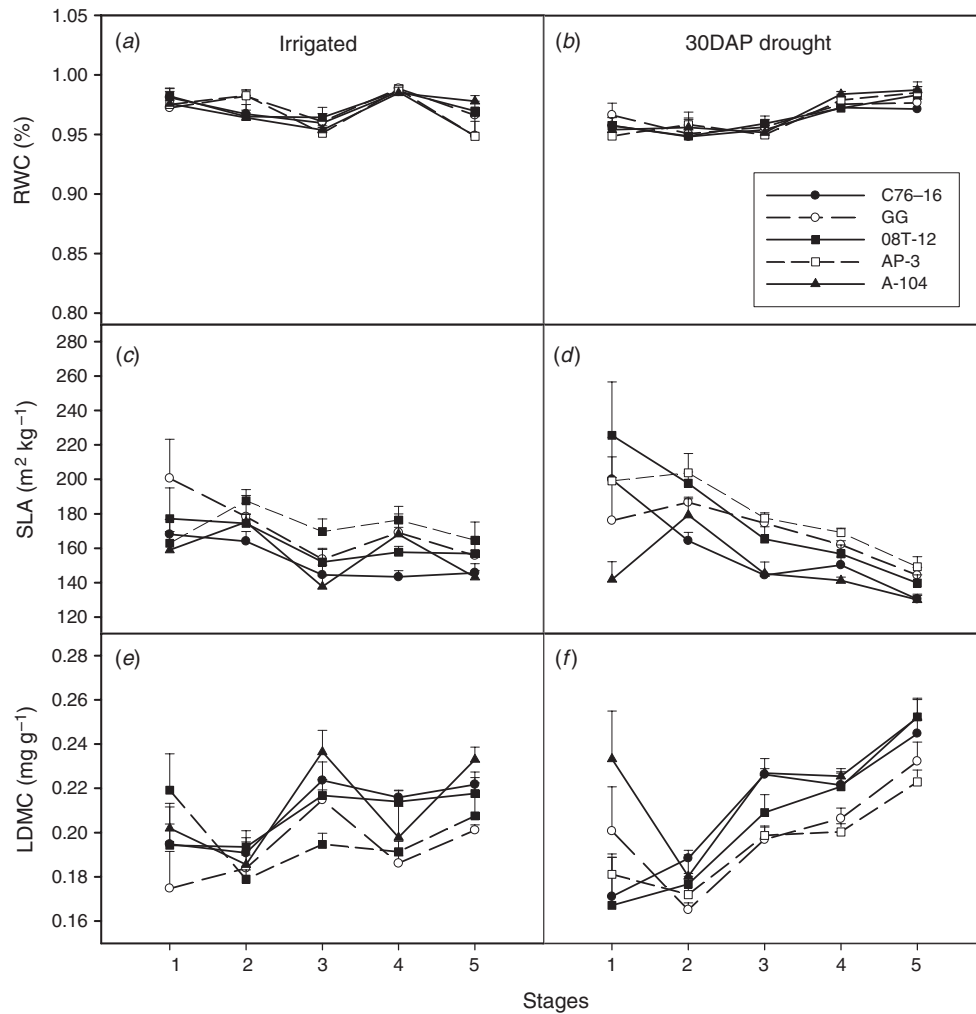 (a)
Irrigated
(b)
30DAP drought
RWC (%)
1.05
1.00
0.95
0.90
0.85
0.80
C76–16
GG
08T-12
AP-3
A-104
(c)
(d)
SLA (m² kg⁻¹)
280
260
240
220
200
180
160
140
120
(e)
(f)
LDMC (mg g⁻¹)
0.28
0.26
0.24
0.22
0.20
0.18
0.16
1 2 3 4 5
1 2 3 4 5
Stages